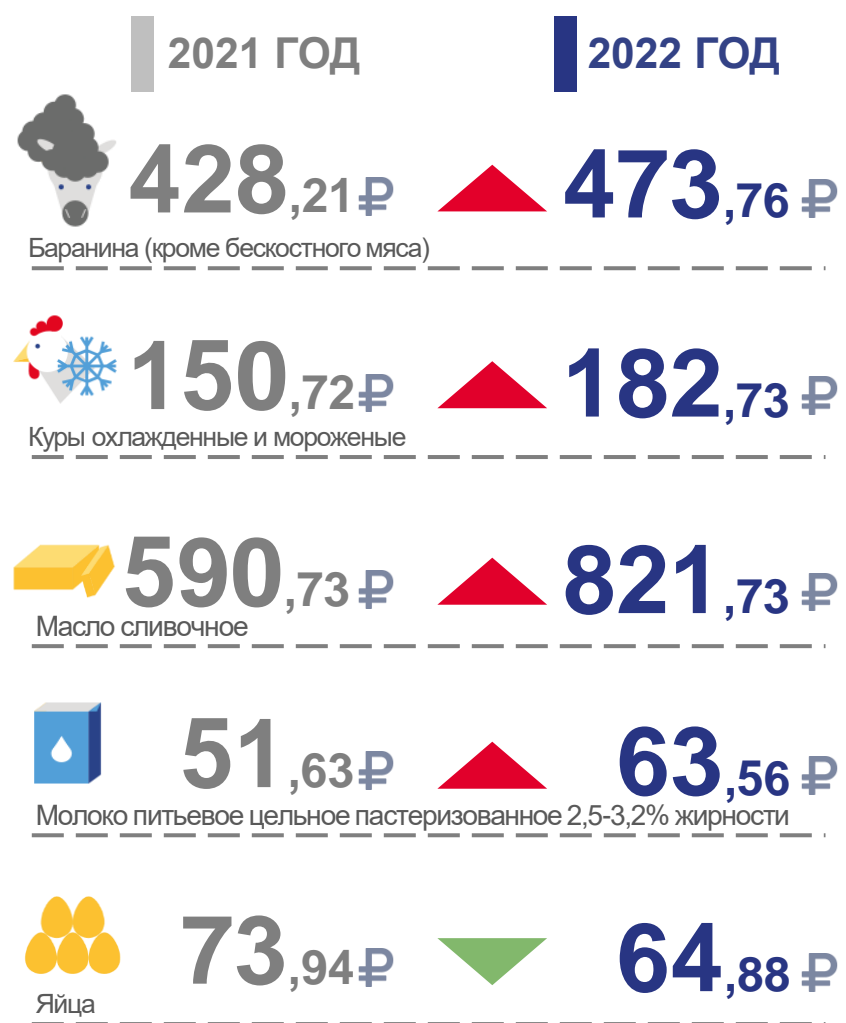 2021 ГОД 2022 ГОД
428,21₽ 473,76 ₽
Баранина (кроме бескостного мяса)
150,72₽ 182,73 ₽
Куры охлажденные и мороженые
590,73 ₽ 821,73 ₽
Масло сливочное
51,63₽ 63,56 ₽
Молоко питьевое цельное пастеризованное 2,5-3,2% жирности
73,94₽ 64,88 ₽
Яйца